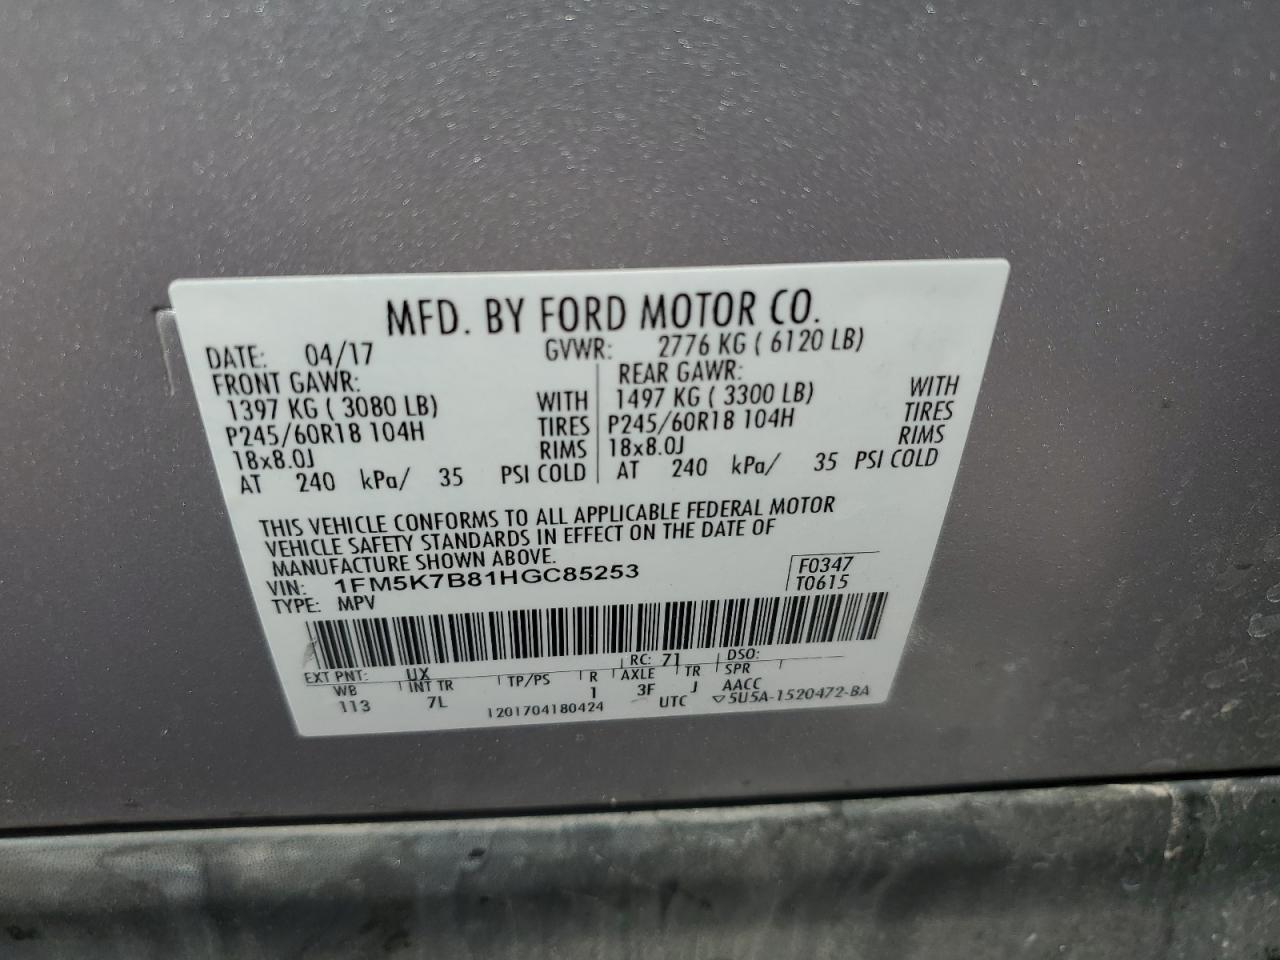 MFD. BY FORD MOTOR CO.
DATE: 04/17 GVWR: 2776 KG ( 6120 LB)
FRONT GAWR: REAR GAWR:
1397 KG ( 3080 LB) WITH 1497 KG ( 3300 LB) WITH
P245/60R18 104H TIRES P245/60R18 104H TIRES
18x8.0J RIMS 18x8.0J RIMS
AT 240 kPa/ 35 PSI COLD AT 240 kPa/ 35 PSI COLD
THIS VEHICLE CONFORMS TO ALL APPLICABLE FEDERAL MOTOR
VEHICLE SAFETY STANDARDS IN EFFECT ON THE DATE OF
MANUFACTURE SHOWN ABOVE.
VIN: 1FM5K7B81HGC85253 F0347
TYPE: MPV T0615
EXT PNT: UX RC: 71 DSO:
WB INT TR TP/PS R AXLE TR SPR
113 7L 1 3F J AACC
1201704180424 UTC ▽5U5A-1520472-BA